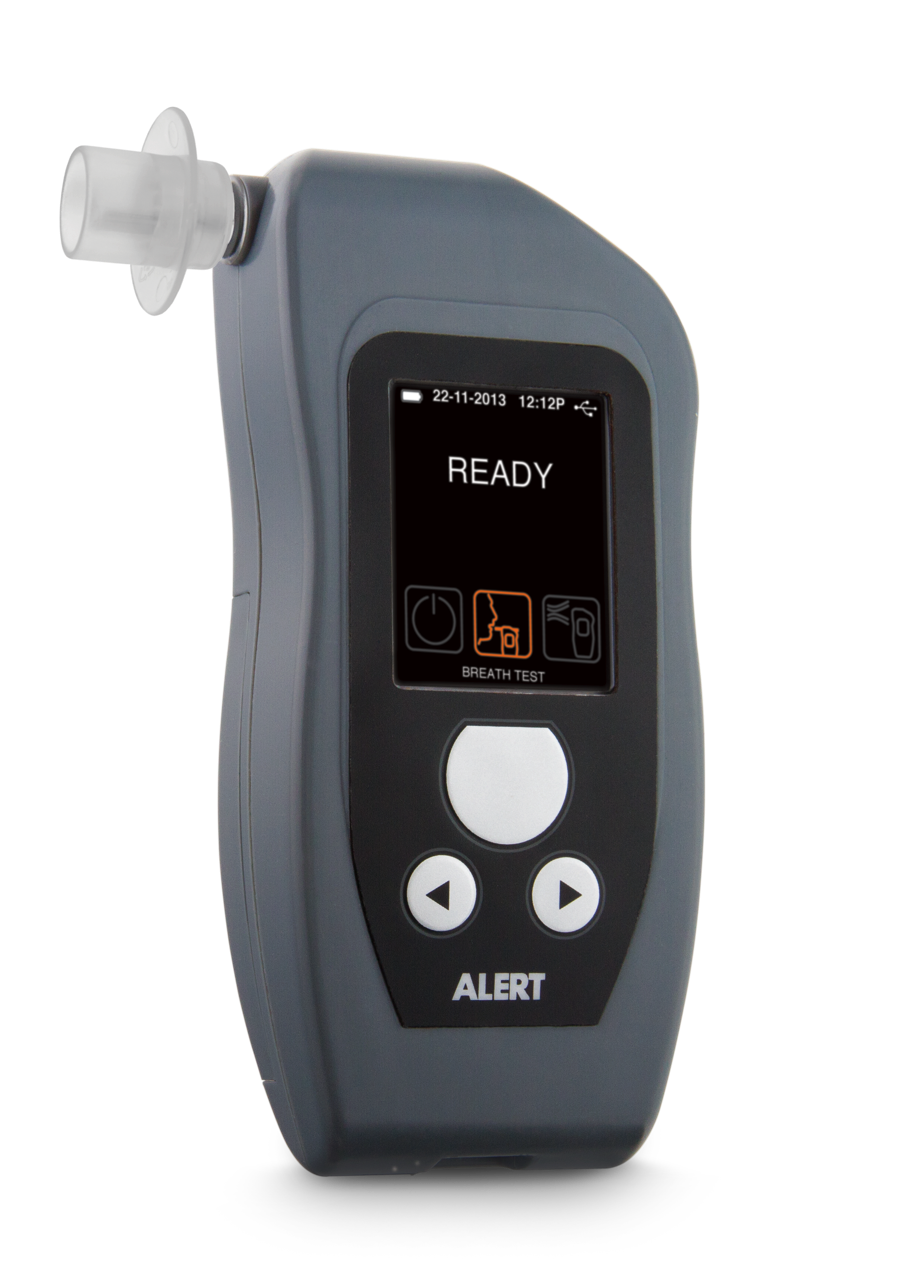 22-11-2013 12:12P
READY
BREATH TEST
ALERT